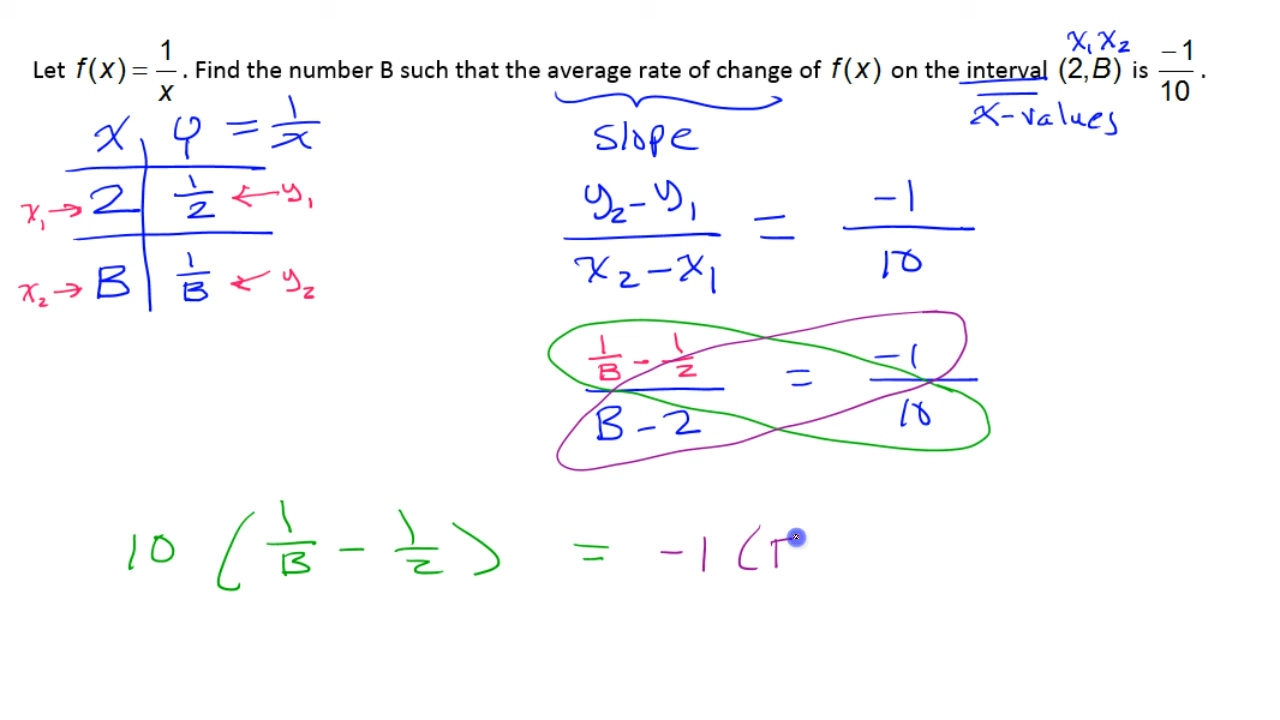 Let f(x) = 1/x. Find the number B such that the average rate of change of f(x) on the interval (2,B) is -1/10.
x₁ x₂
x-values
slope
x y = 1/x
x₁ → 2 1/2 ← y₁
x₂ → B 1/B ← y₂
(y₂ - y₁)/(x₂ - x₁) = -1/10
(1/B - 1/2)/(B - 2) = -1/10
10 (1/B - 1/2) = -1 (